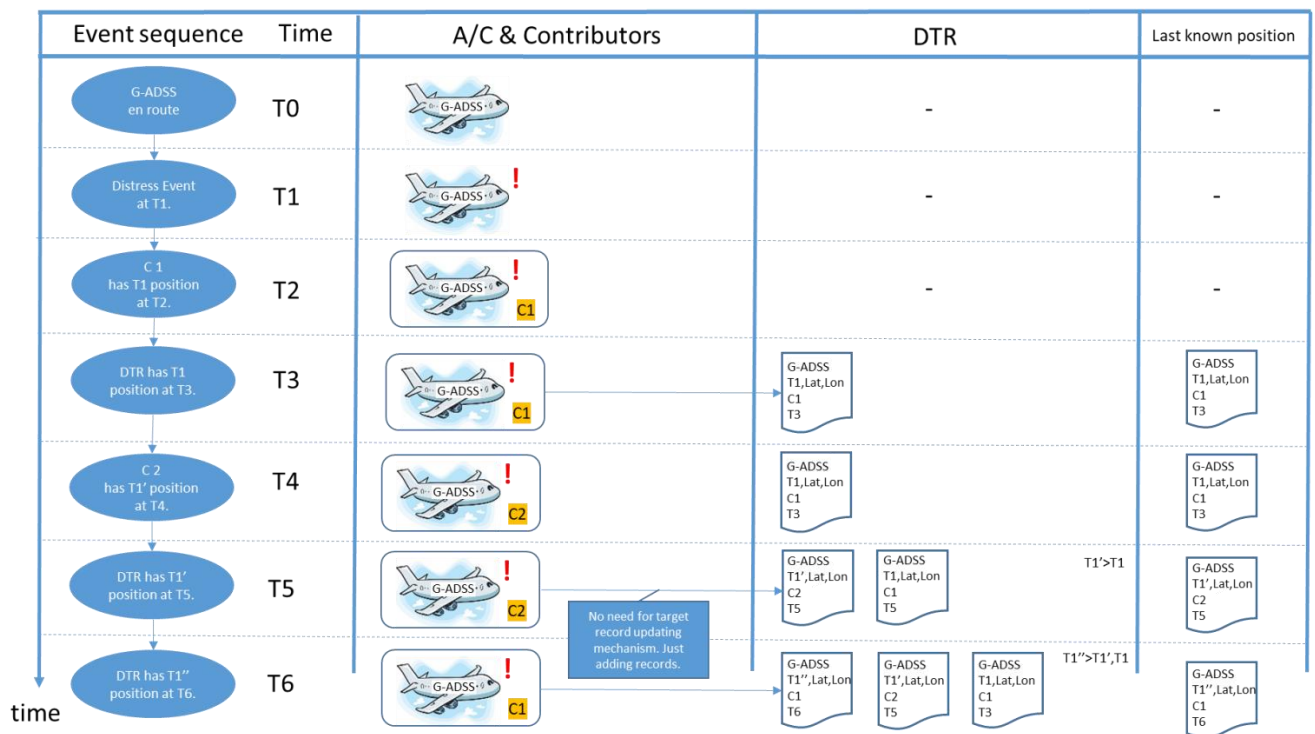 Event sequence Time A/C & Contributors DTR Last known position
G-ADSS
en route
T0
G-ADSS
-
-
Distress Event
at T1.
T1
G-ADSS
!
-
-
C 1
has T1 position
at T2.
T2
G-ADSS
!
C1
-
-
DTR has T1
position at T3.
T3
G-ADSS
!
C1
G-ADSS
T1,Lat,Lon
C1
T3
G-ADSS
T1,Lat,Lon
C1
T3
C 2
has T1' position
at T4.
T4
G-ADSS
!
C2
G-ADSS
T1,Lat,Lon
C1
T3
G-ADSS
T1,Lat,Lon
C1
T3
DTR has T1'
position at T5.
T5
G-ADSS
!
C2
No need for target
record updating
mechanism. Just
adding records.
G-ADSS
T1',Lat,Lon
C2
T5
G-ADSS
T1,Lat,Lon
C1
T5
T1'>T1
G-ADSS
T1',Lat,Lon
C2
T5
DTR has T1''
position at T6.
T6
G-ADSS
!
C1
G-ADSS
T1'',Lat,Lon
C1
T6
G-ADSS
T1',Lat,Lon
C2
T5
G-ADSS
T1,Lat,Lon
C1
T3
T1''>T1',T1
G-ADSS
T1'',Lat,Lon
C1
T6
time